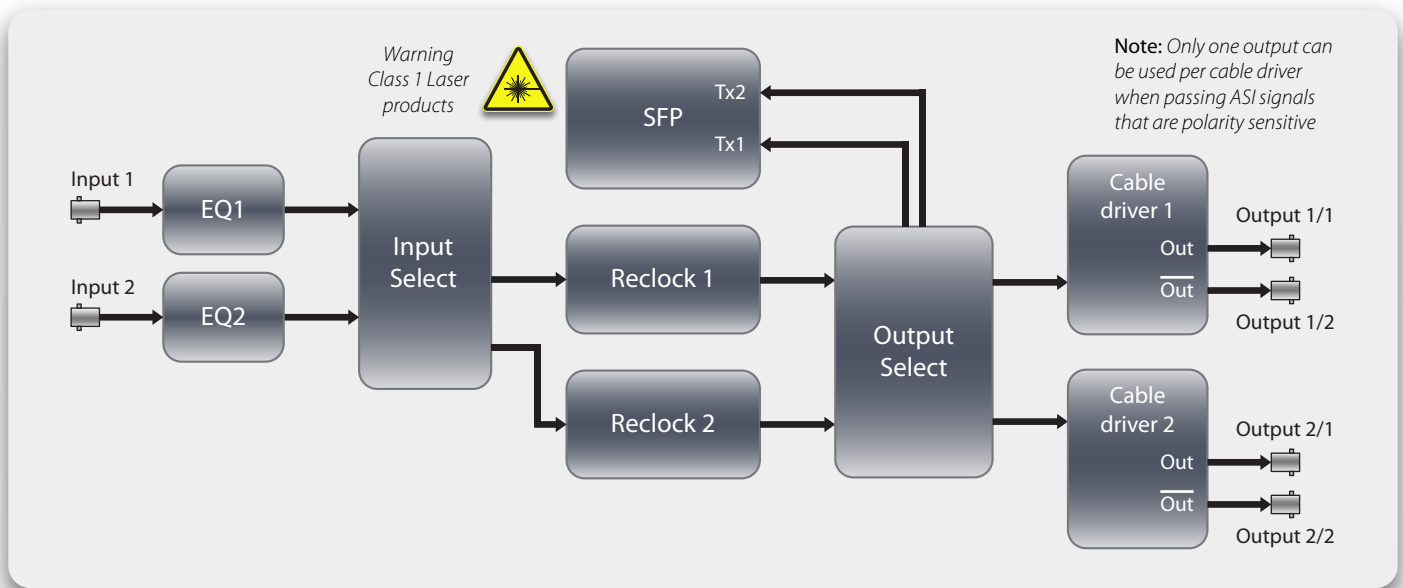 Warning
Class 1 Laser
products
Note: Only one output can
be used per cable driver
when passing ASI signals
that are polarity sensitive
Input 1
EQ1
Input 2
EQ2
Input
Select
SFP
Tx2
Tx1
Reclock 1
Reclock 2
Output
Select
Cable
driver 1
Out
Out
Output 1/1
Output 1/2
Cable
driver 2
Out
Out
Output 2/1
Output 2/2